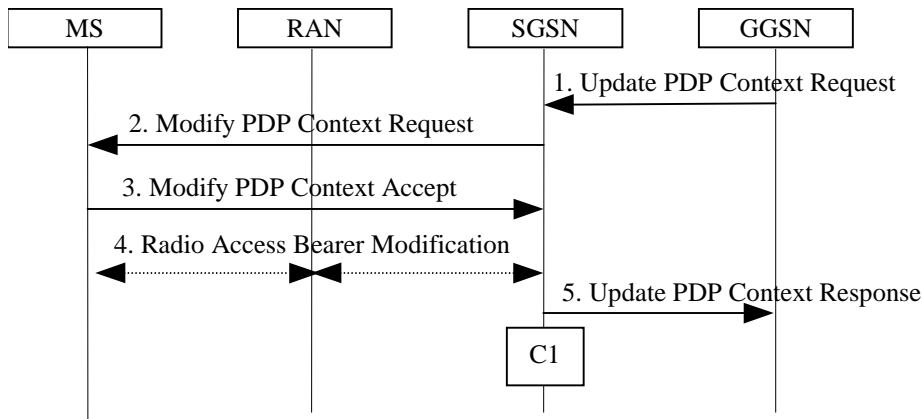 MS RAN SGSN GGSN
1. Update PDP Context Request
2. Modify PDP Context Request
3. Modify PDP Context Accept
4. Radio Access Bearer Modification
5. Update PDP Context Response
C1